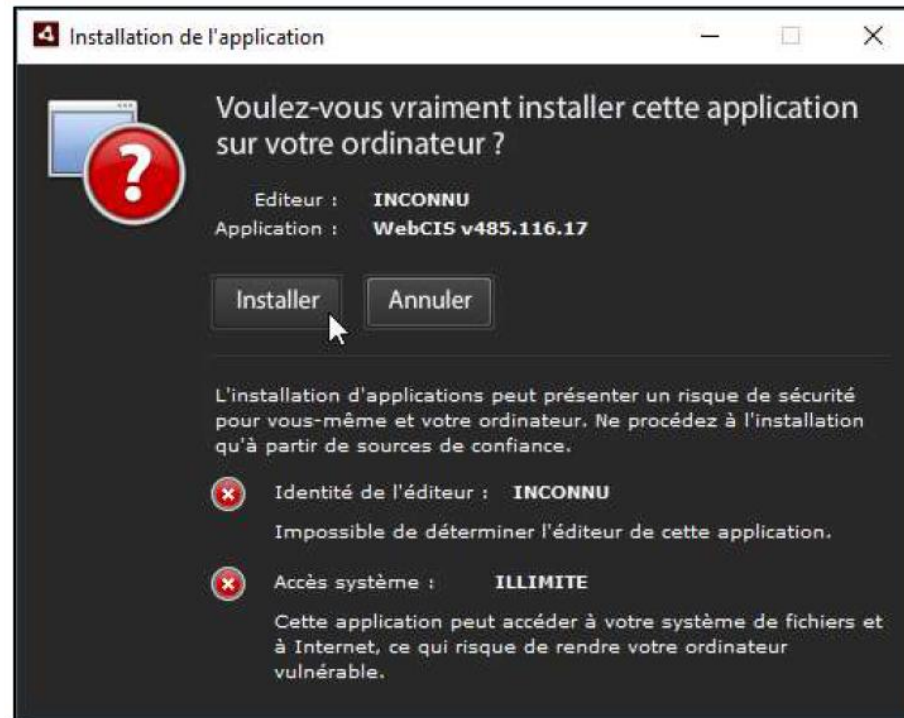 Installation de l'application
Voulez-vous vraiment installer cette application
sur votre ordinateur ?
Editeur : INCONNU
Application : WebCIS v485.116.17
Installer Annuler
L'installation d'applications peut présenter un risque de sécurité
pour vous-même et votre ordinateur. Ne procédez à l'installation
qu'à partir de sources de confiance.
Identité de l'éditeur : INCONNU
Impossible de déterminer l'éditeur de cette application.
Accès système : ILLIMITE
Cette application peut accéder à votre système de fichiers et
à Internet, ce qui risque de rendre votre ordinateur
vulnérable.